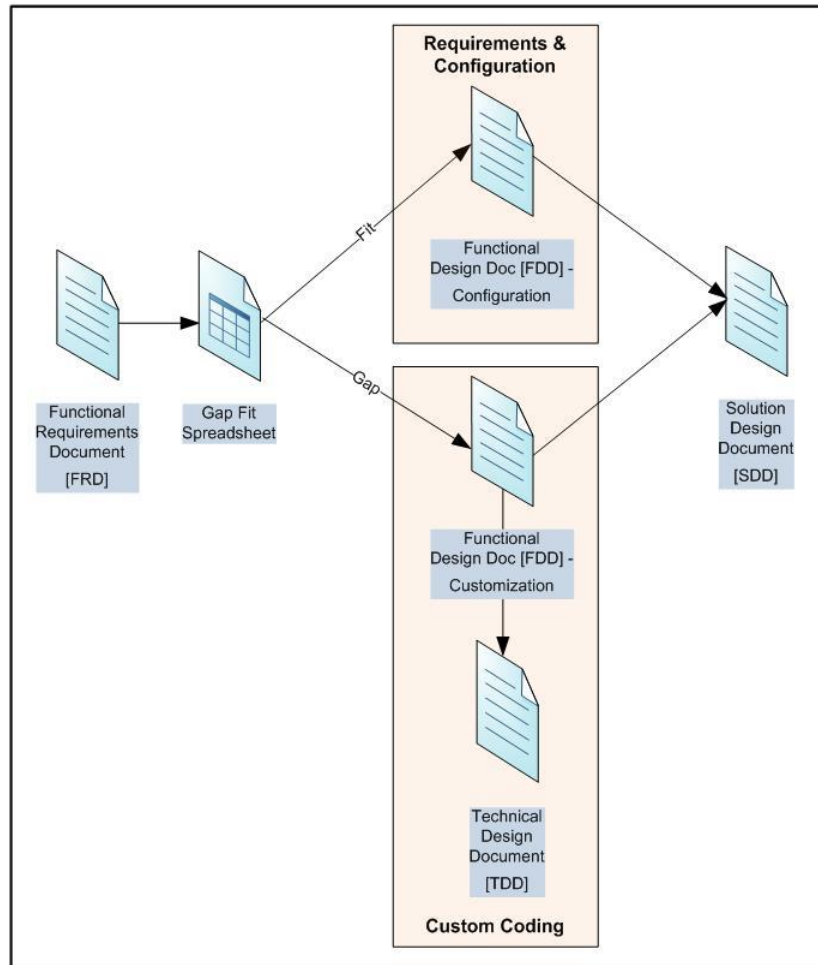 Requirements &
Configuration
Fit
Functional
Design Doc [FDD] -
Configuration
Gap
Functional
Requirements
Document
[FRD]
Gap Fit
Spreadsheet
Solution
Design
Document
[SDD]
Functional
Design Doc [FDD] -
Customization
Technical
Design
Document
[TDD]
Custom Coding